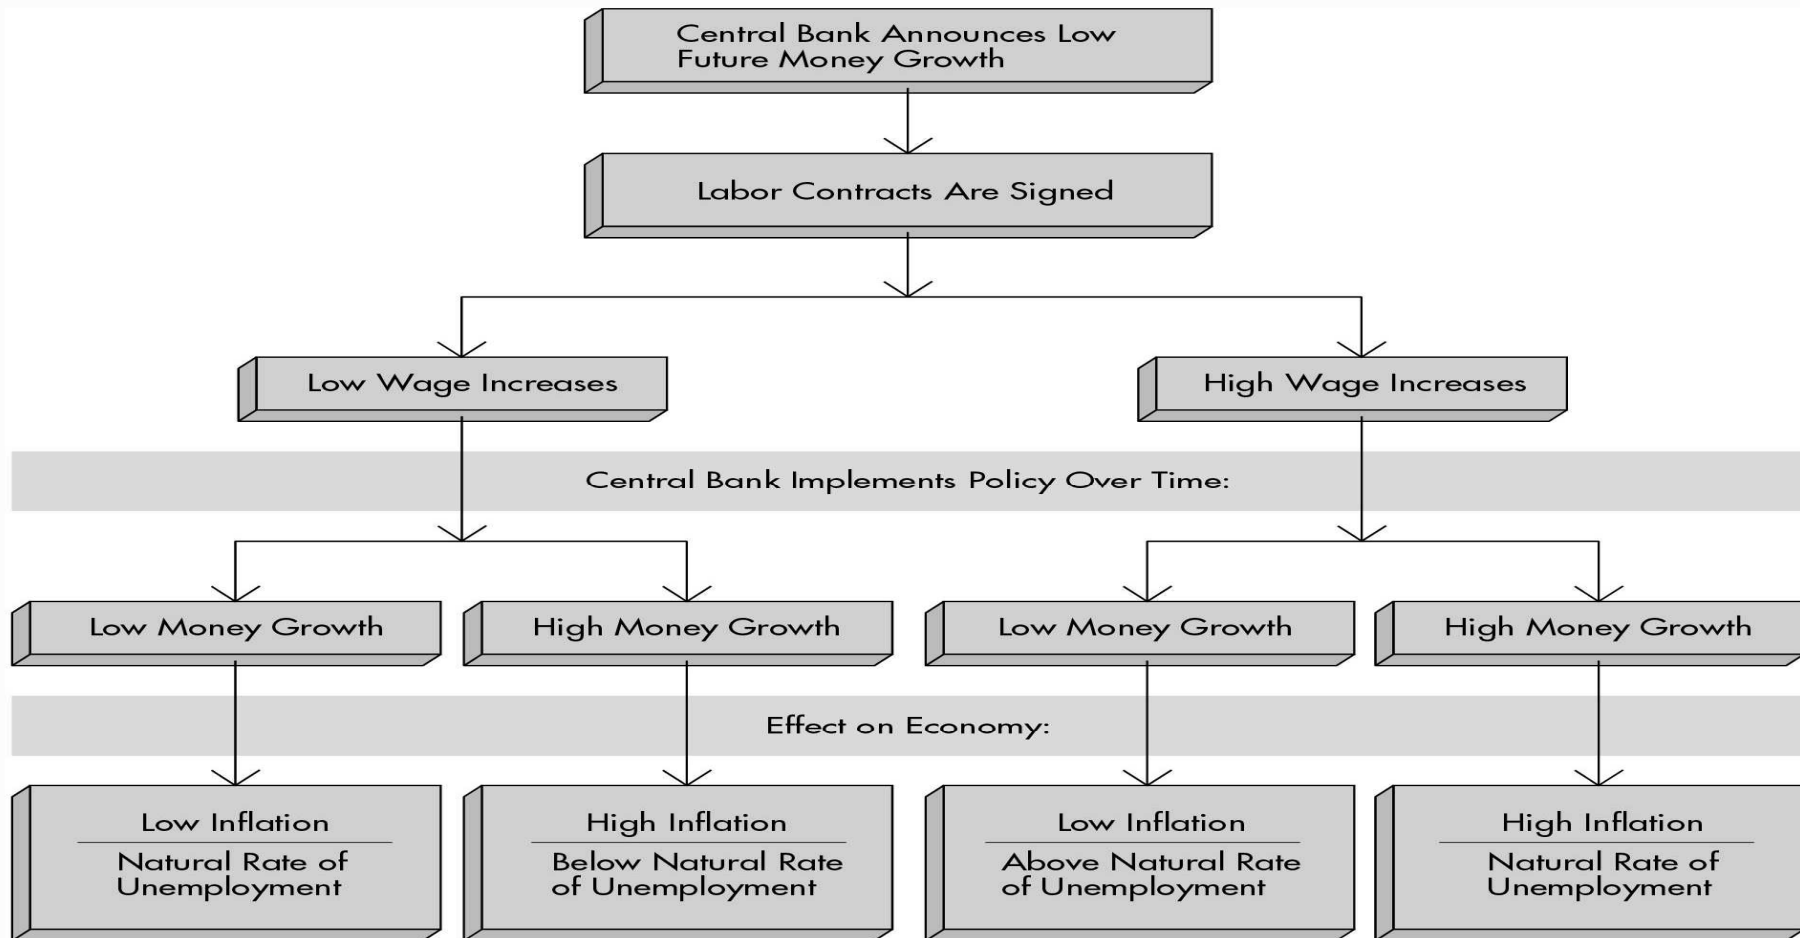 Central Bank Announces Low
Future Money Growth
Labor Contracts Are Signed
Low Wage Increases
High Wage Increases
Central Bank Implements Policy Over Time:
Low Money Growth
High Money Growth
Low Money Growth
High Money Growth
Effect on Economy:
Low Inflation
Natural Rate of
Unemployment
High Inflation
Below Natural Rate
of Unemployment
Low Inflation
Above Natural Rate
of Unemployment
High Inflation
Natural Rate of
Unemployment